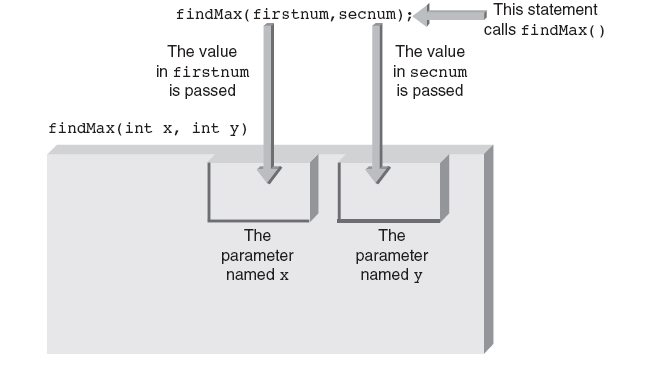 findMax(firstnum,secnum);
This statement
calls findMax()
The value
in firstnum
is passed
The value
in secnum
is passed
findMax(int x, int y)
The
parameter
named x
The
parameter
named y